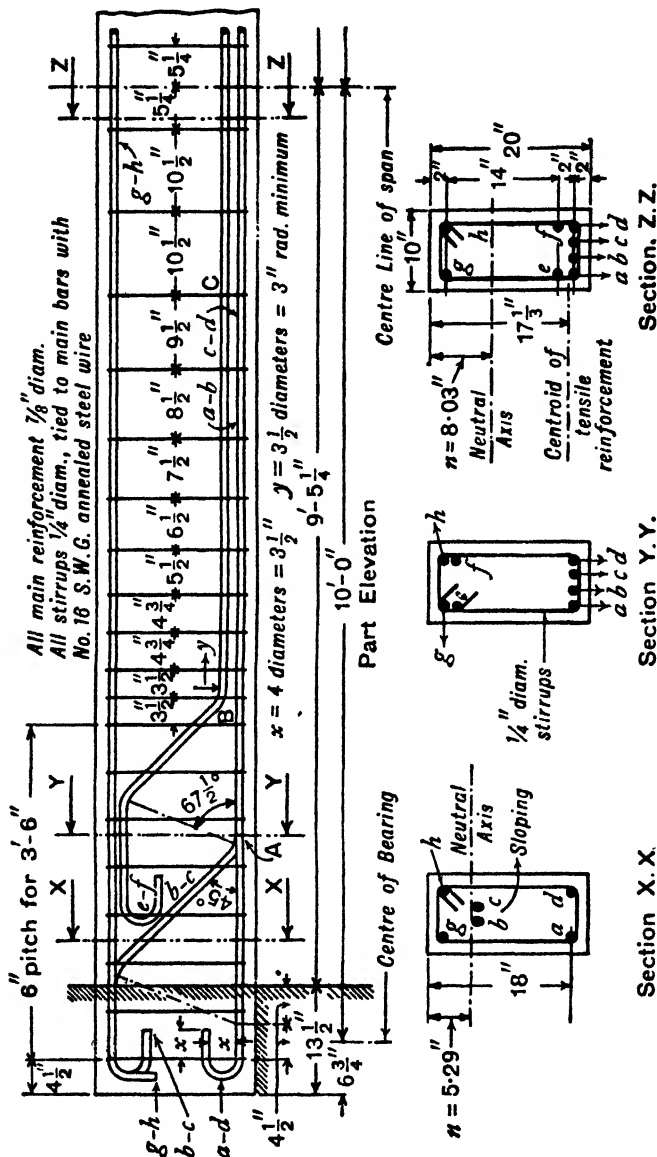 All main reinforcement 7/8" diam.
All stirrups 1/4" diam., tied to main bars with
No. 16 S.W.G. annealed steel wire
6" pitch for 3'-6"
4 1/2"
X
X
Y
Y
Z
Z
g-h
b-c
a-d
e-f
b-c
45°
67 1/2°
A
B
C
y
x
x
a-b
c-d
g-h
3 1/2"
3 1/2"
4 3/4"
4 3/4"
5 1/2"
6 1/2"
7 1/2"
8 1/2"
9 1/2"
10 1/2"
10 1/2"
5 1/4"
5 1/4"
x = 4 diameters = 3 1/2" y = 3 1/2 diameters = 3" rad. minimum
4 1/2"
13 1/2"
6 3/4"
9'-5 1/4"
10'-0"
Centre of Bearing
Part Elevation
Centre Line of span
n = 5·29"
18"
g
h
b c
a d
Neutral
Axis
Sloping
Section X.X.
g
h
f
a b c d
1/4" diam.
stirrups
Section Y.Y.
10"
2"
14"
20"
2"
2"
17 1/3"
n = 8·03"
Neutral
Axis
Centroid of
tensile
reinforcement
g
h
e
f
a b c d
Section. Z.Z.